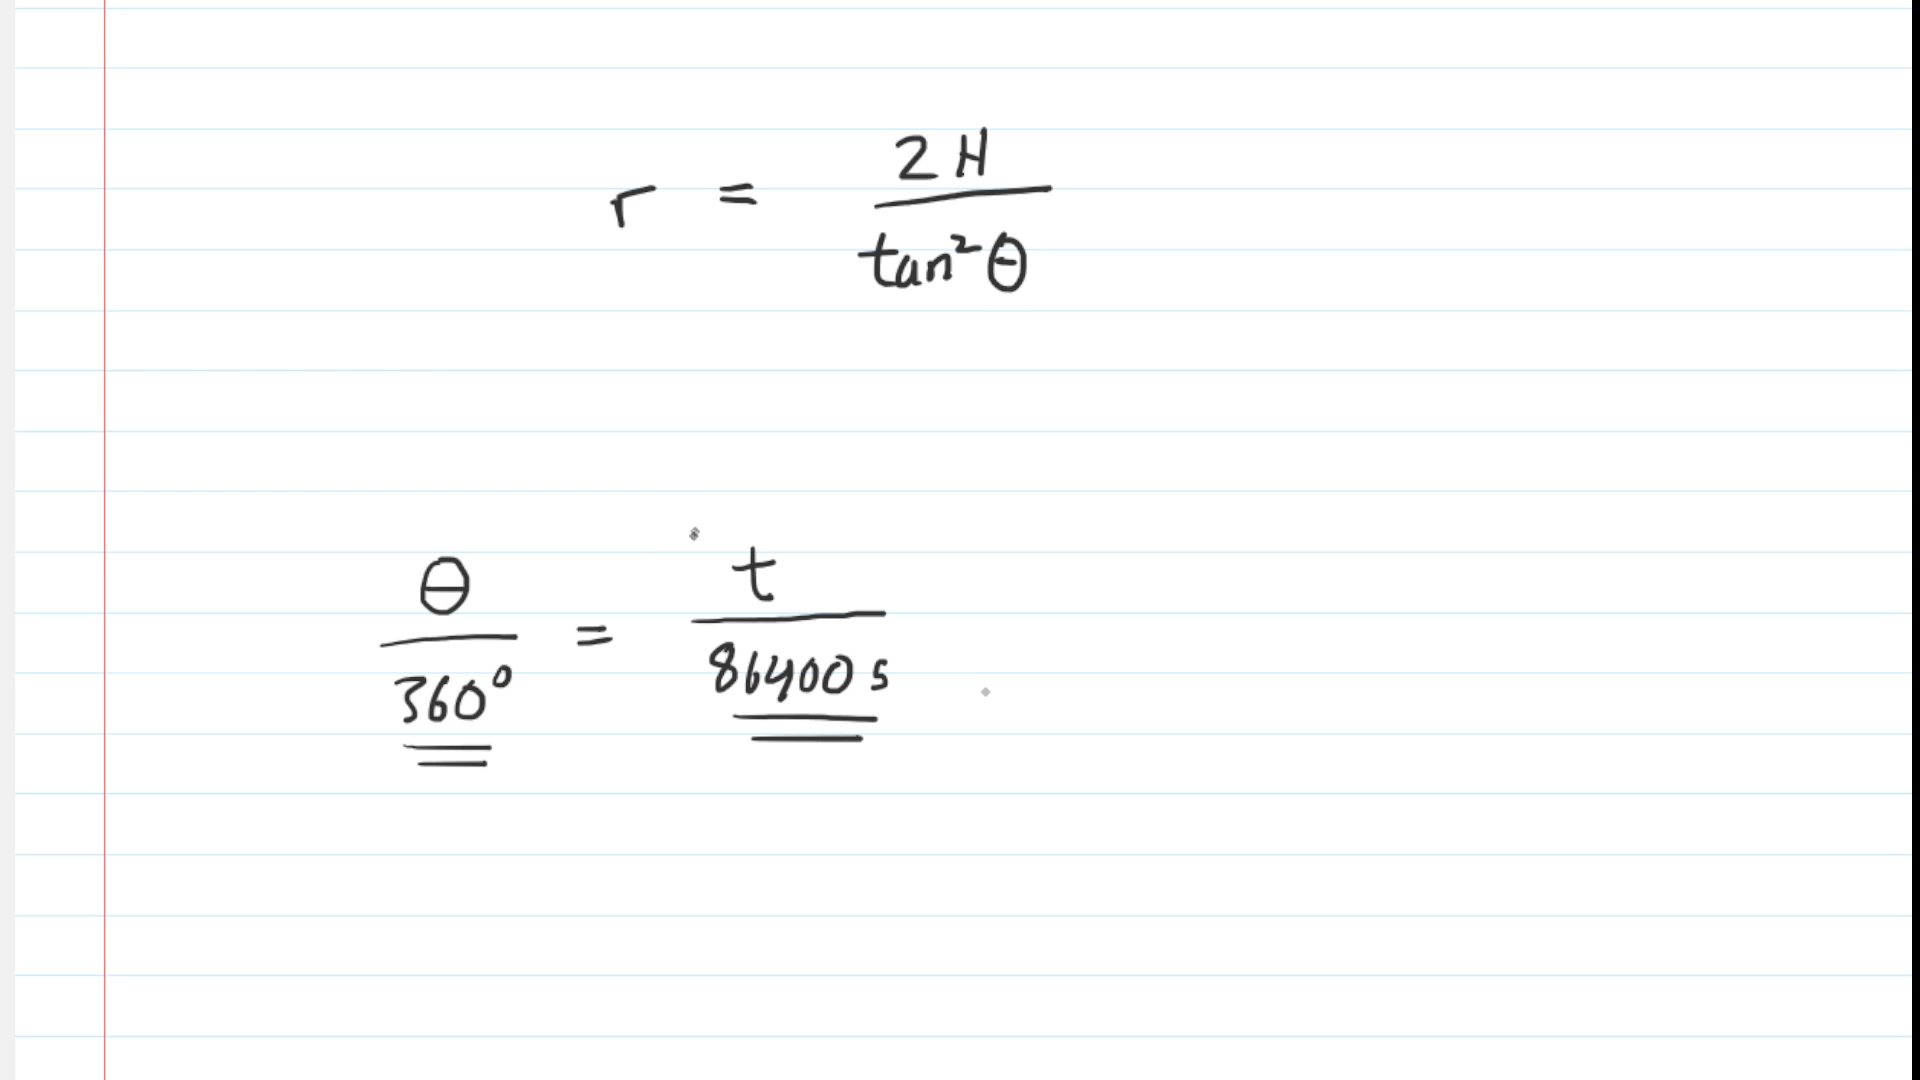 r = 2H / tan²θ
θ / 360° = t / 86400 s